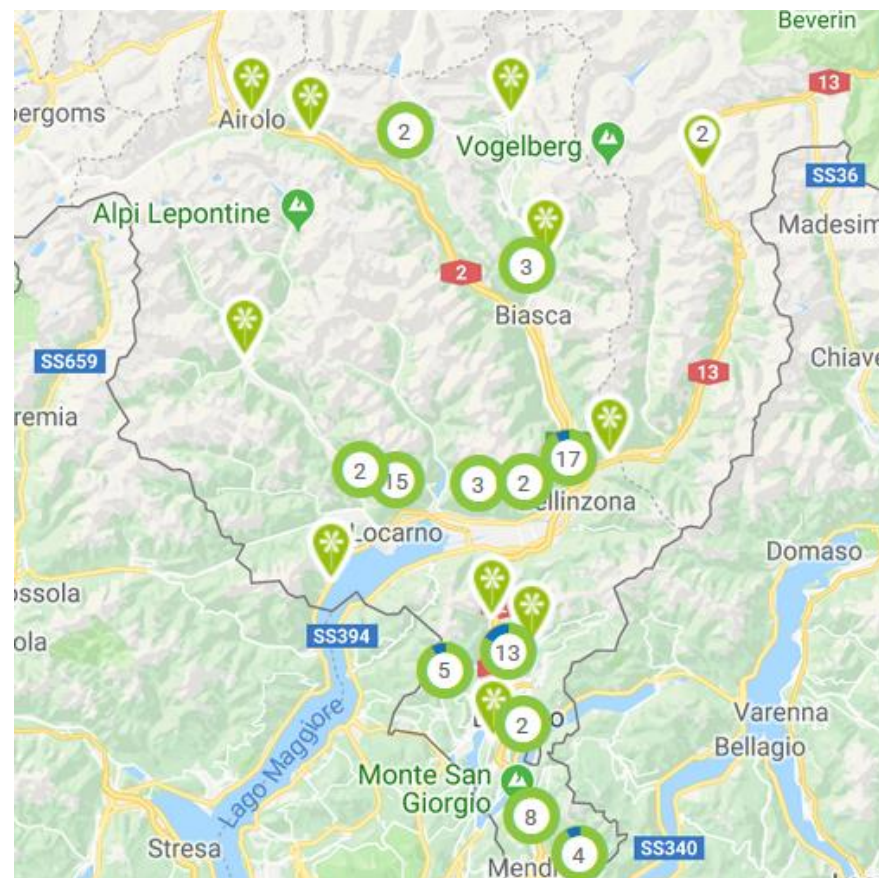 Beverin
13
ergoms
Airolo
2
Vogelberg
2
SS36
Alpi Lepontine
Madesim
2
3
Biasca
SS659
13
Chiave
remia
2
15
3
2
17
ellinzona
Locarno
Domaso
ossola
ola
SS394
5
13
Lago Maggiore
2
o
Varenna
Bellagio
Monte San
Giorgio
8
Stresa
SS340
4
Mendi